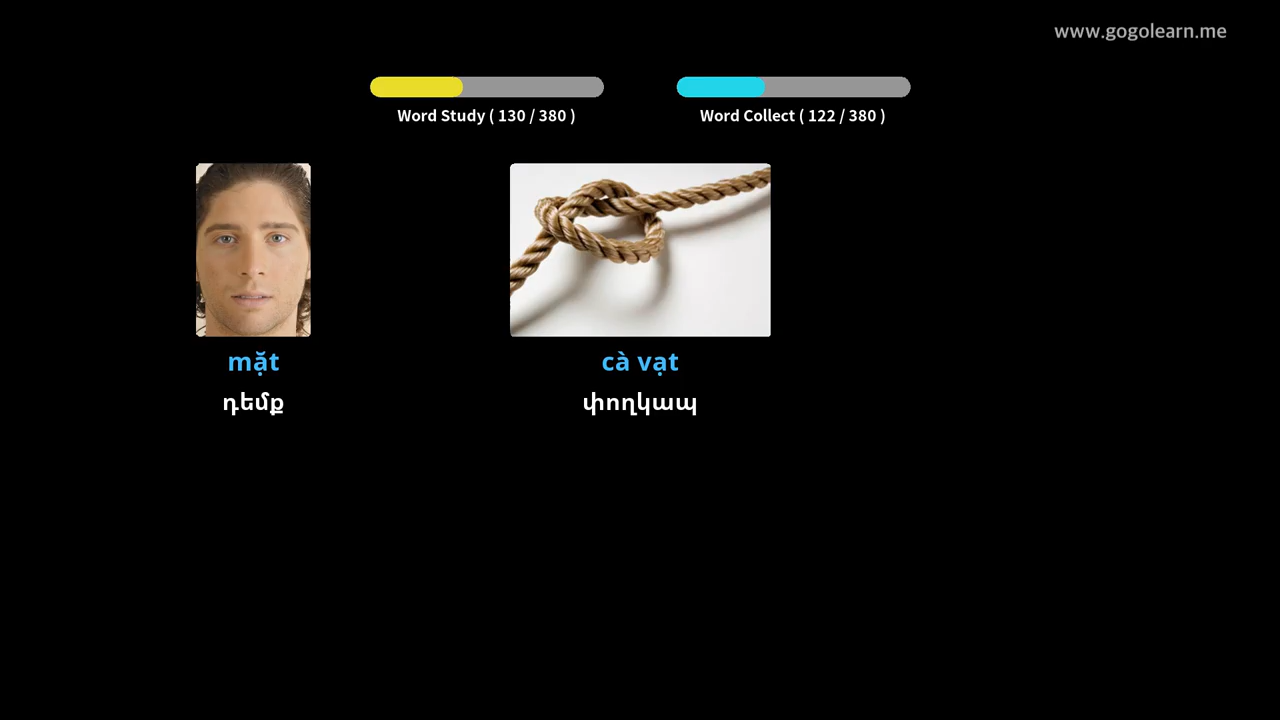 www.gogolearn.me
Word Study ( 130 / 380 )
Word Collect ( 122 / 380 )
mặt
cà vạt
դեմք
փողկապ